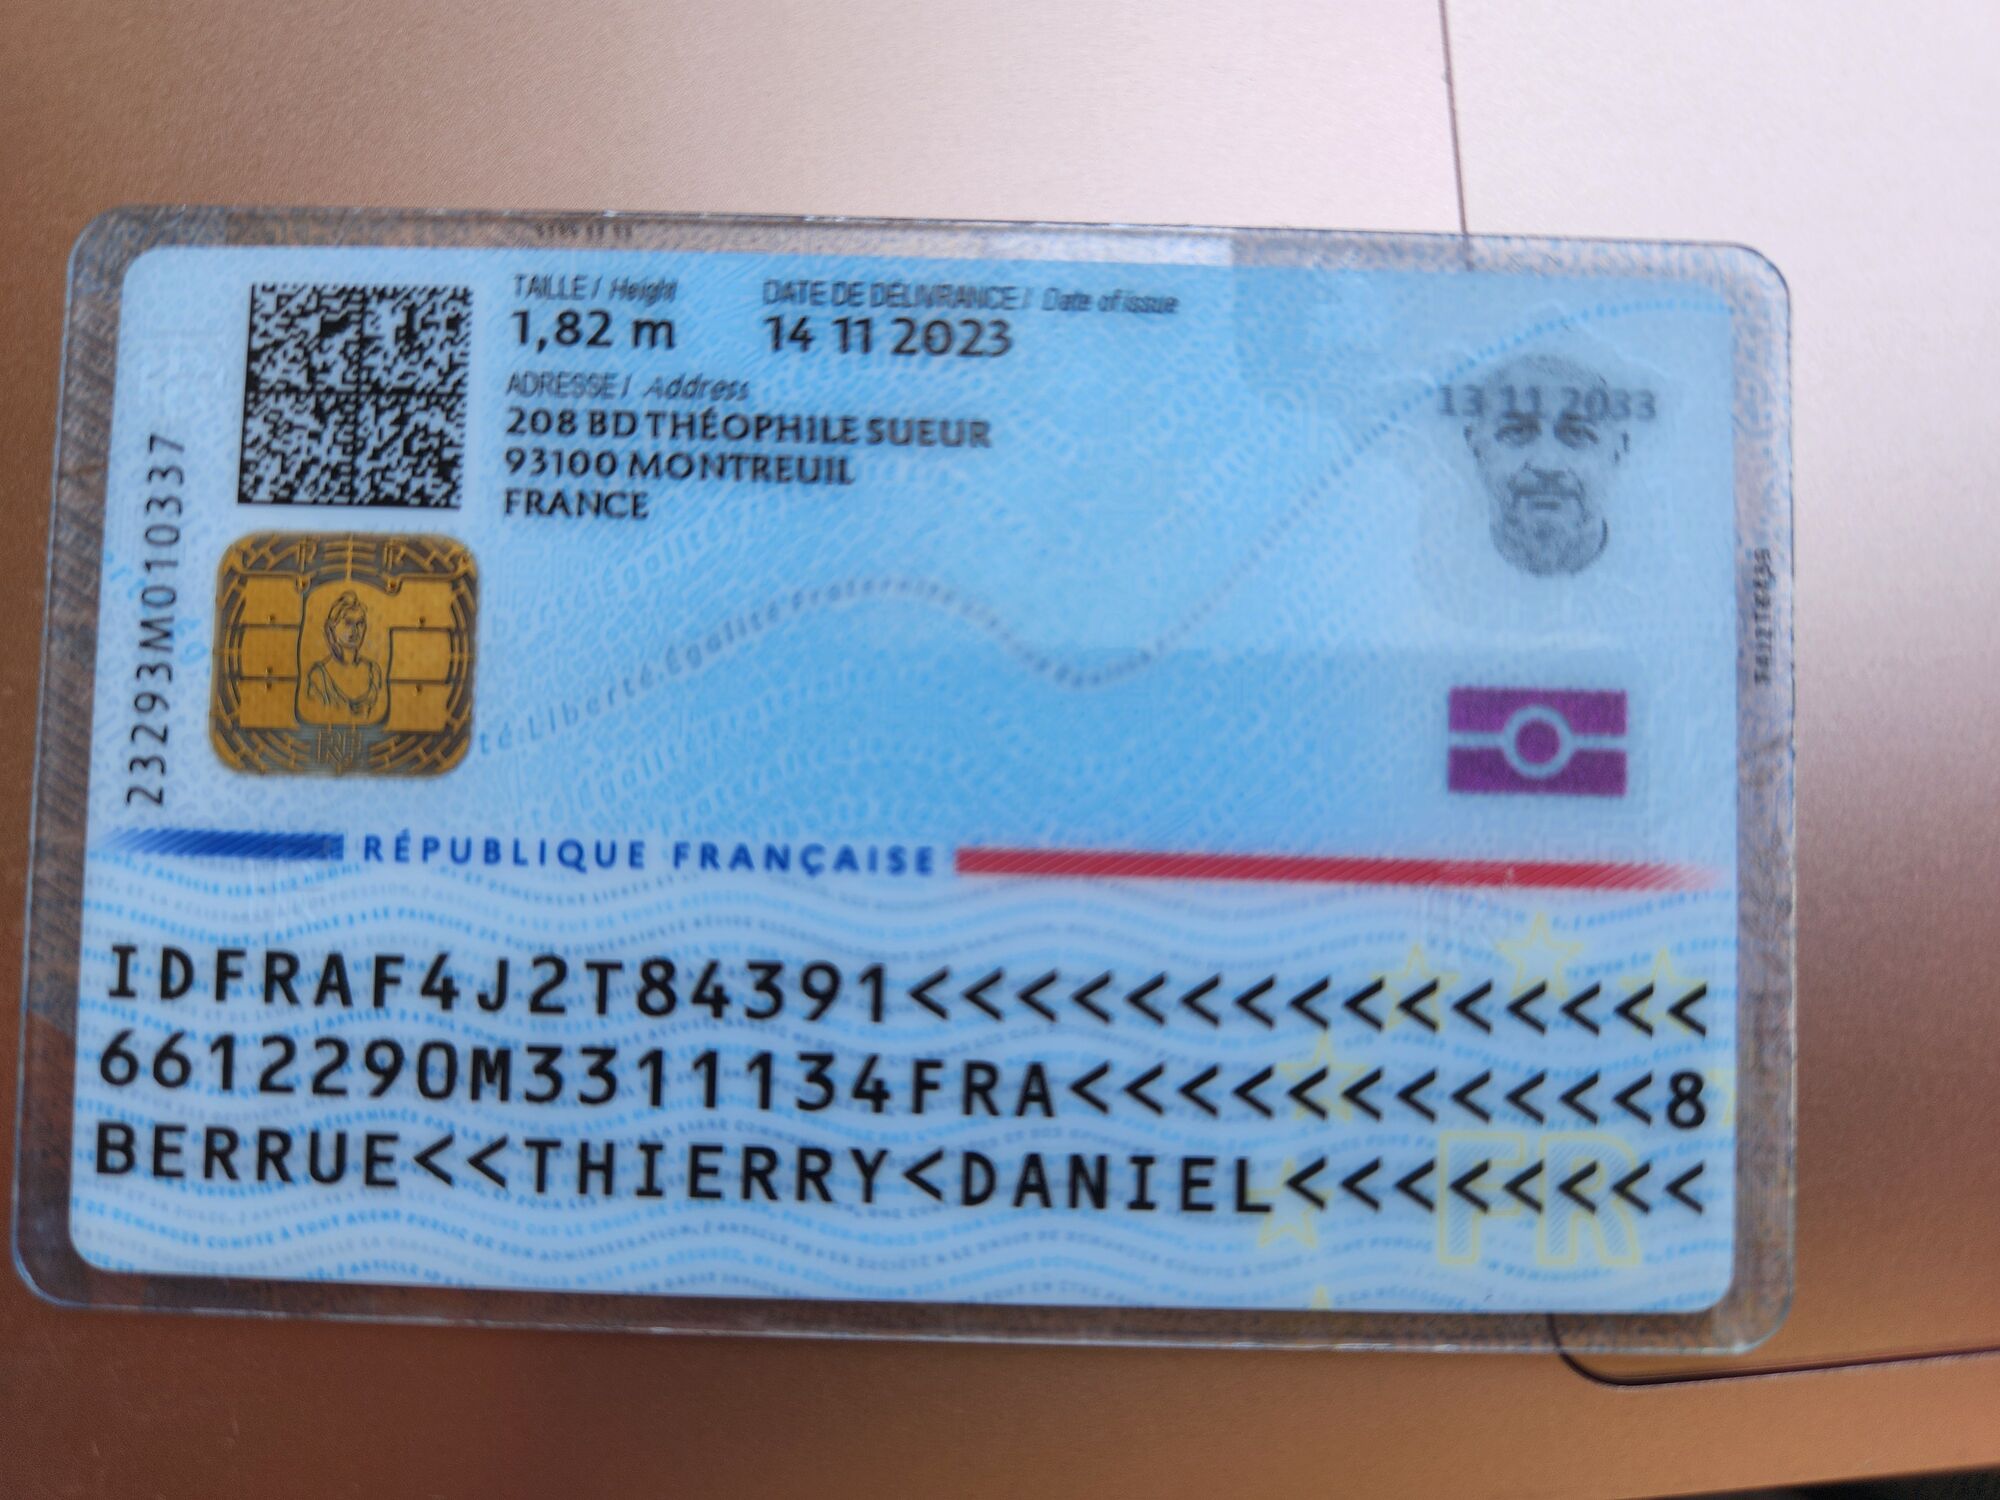 TAILLE / Height
1,82 m
DATE DE DÉLIVRANCE / Date of issue
14 11 2023
ADRESSE / Address
208 BD THÉOPHILE SUEUR
93100 MONTREUIL
FRANCE
13 11 2033
23293M010337
RÉPUBLIQUE FRANÇAISE
IDFRAF4J2T84391<<<<<<<<<<<<<<<
6612290M3311134FRA<<<<<<<<<<<8
BERRUE<<THIERRY<DANIEL<<<<<<<<
FR